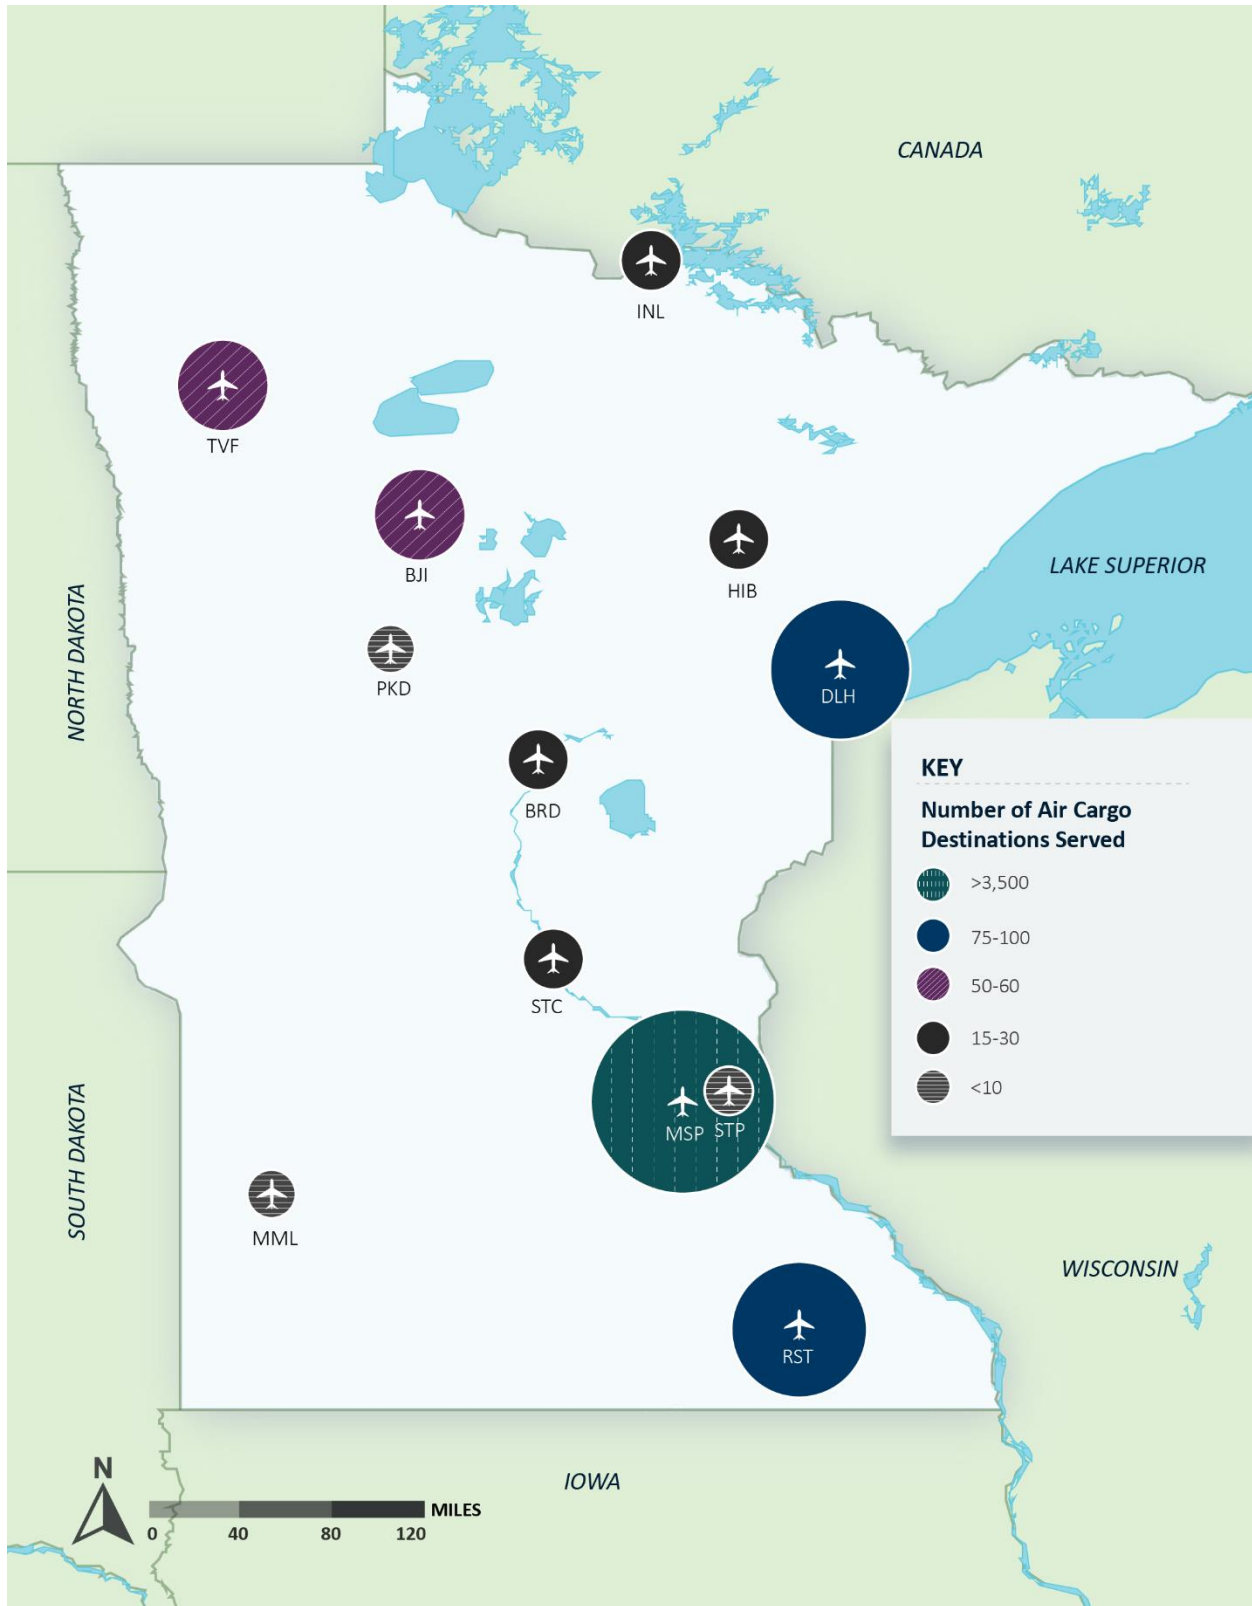 CANADA
INL
TVF
BJI
HIB
LAKE SUPERIOR
NORTH DAKOTA
PKD
DLH
BRD
KEY
Number of Air Cargo
Destinations Served
>3,500
75-100
50-60
15-30
<10
STC
MSP
STP
SOUTH DAKOTA
MML
WISCONSIN
RST
IOWA
N
MILES
0 40 80 120